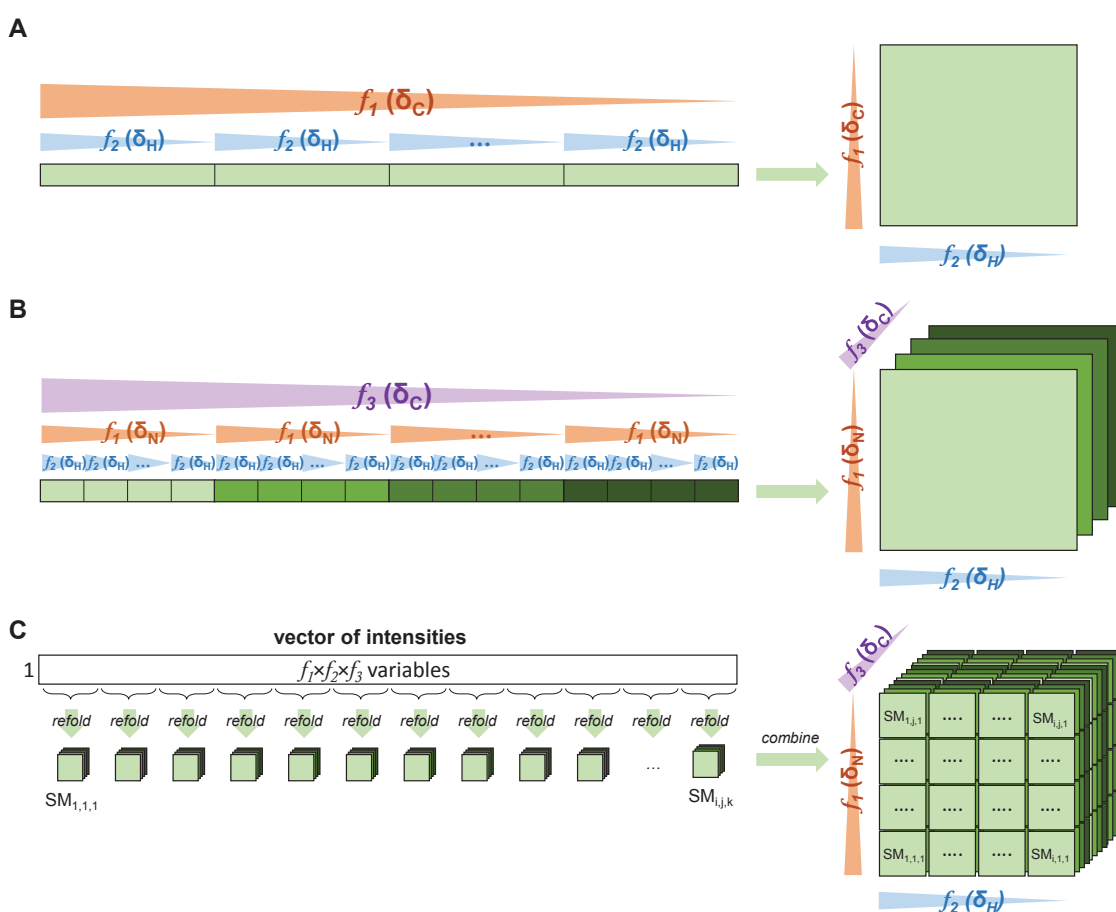 A
f₁ (δC)
f₂ (δH) f₂ (δH) ... f₂ (δH)
f₁ (δC)
f₂ (δH)
B
f₃ (δC)
f₁ (δN) f₁ (δN) ... f₁ (δN)
f₂ (δH) f₂ (δH) ... f₂ (δH) f₂ (δH) f₂ (δH) ... f₂ (δH) f₂ (δH) f₂ (δH) ... f₂ (δH) f₂ (δH) f₂ (δH) ... f₂ (δH)
f₃ (δC)
f₁ (δN)
f₂ (δH)
C
vector of intensities
1 f₁×f₂×f₃ variables
refold refold refold refold refold refold refold refold refold refold refold refold
...
SM1,1,1 SMi,j,k
combine
f₃ (δC)
f₁ (δN)
SM1,j,1 .... .... SMi,j,1
.... .... .... ....
.... .... .... ....
SM1,1,1 .... .... SMi,1,1
f₂ (δH)